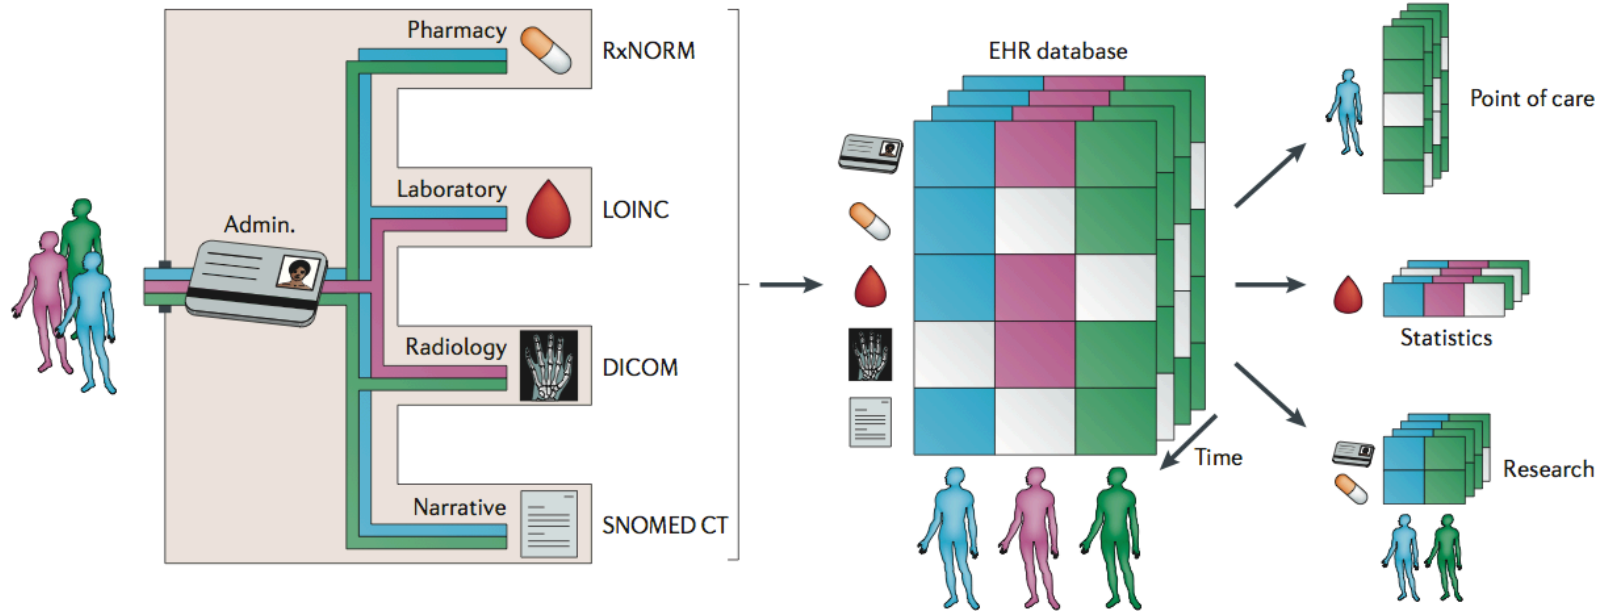 Pharmacy
RxNORM
Laboratory
LOINC
Admin.
Radiology
DICOM
Narrative
SNOMED CT
EHR database
Time
Point of care
Statistics
Research